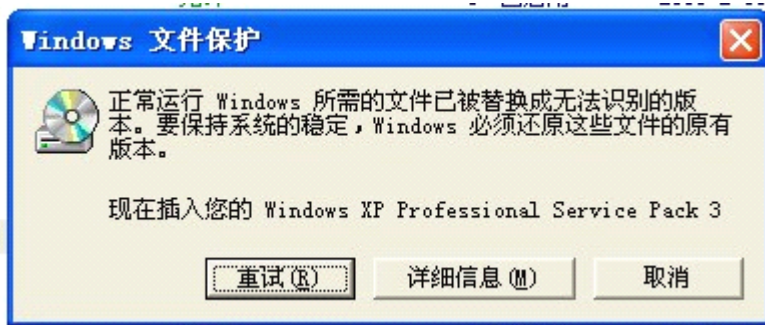 Windows 文件保护
正常运行 Windows 所需的文件已被替换成无法识别的版
本。要保持系统的稳定，Windows 必须还原这些文件的原有
版本。
现在插入您的 Windows XP Professional Service Pack 3
重试(R) 详细信息(M) 取消